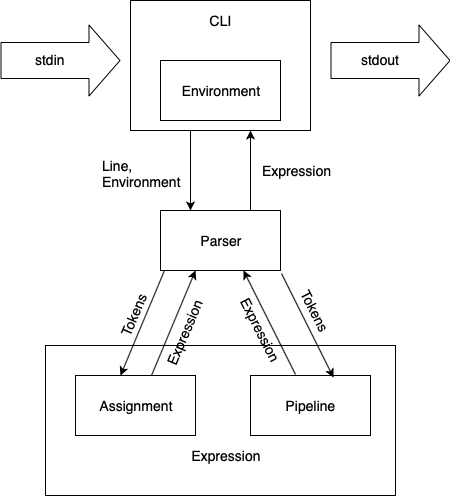 CLI
stdin
stdout
Environment
Line,
Environment
Expression
Parser
Tokens
Expression
Expression
Tokens
Assignment
Pipeline
Expression